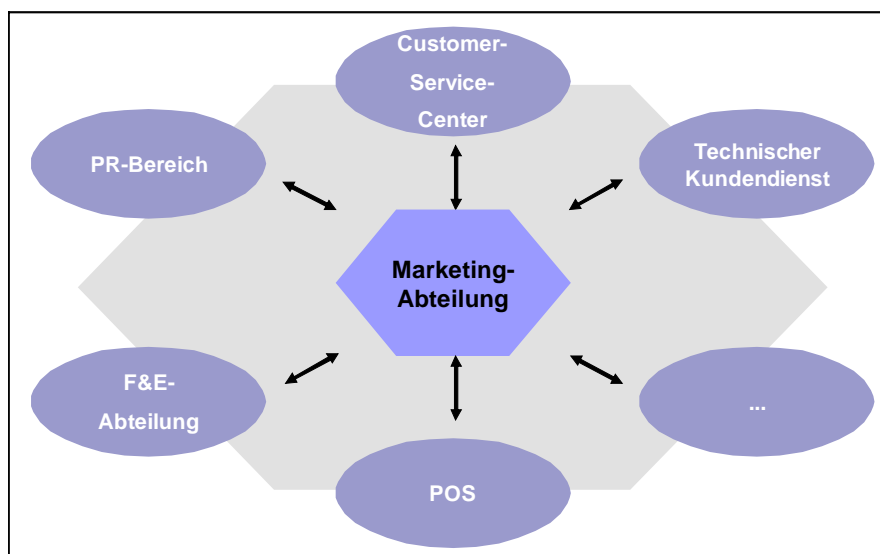 Customer-
Service-
Center
PR-Bereich
Technischer
Kundendienst
Marketing-
Abteilung
F&E-
Abteilung
...
POS